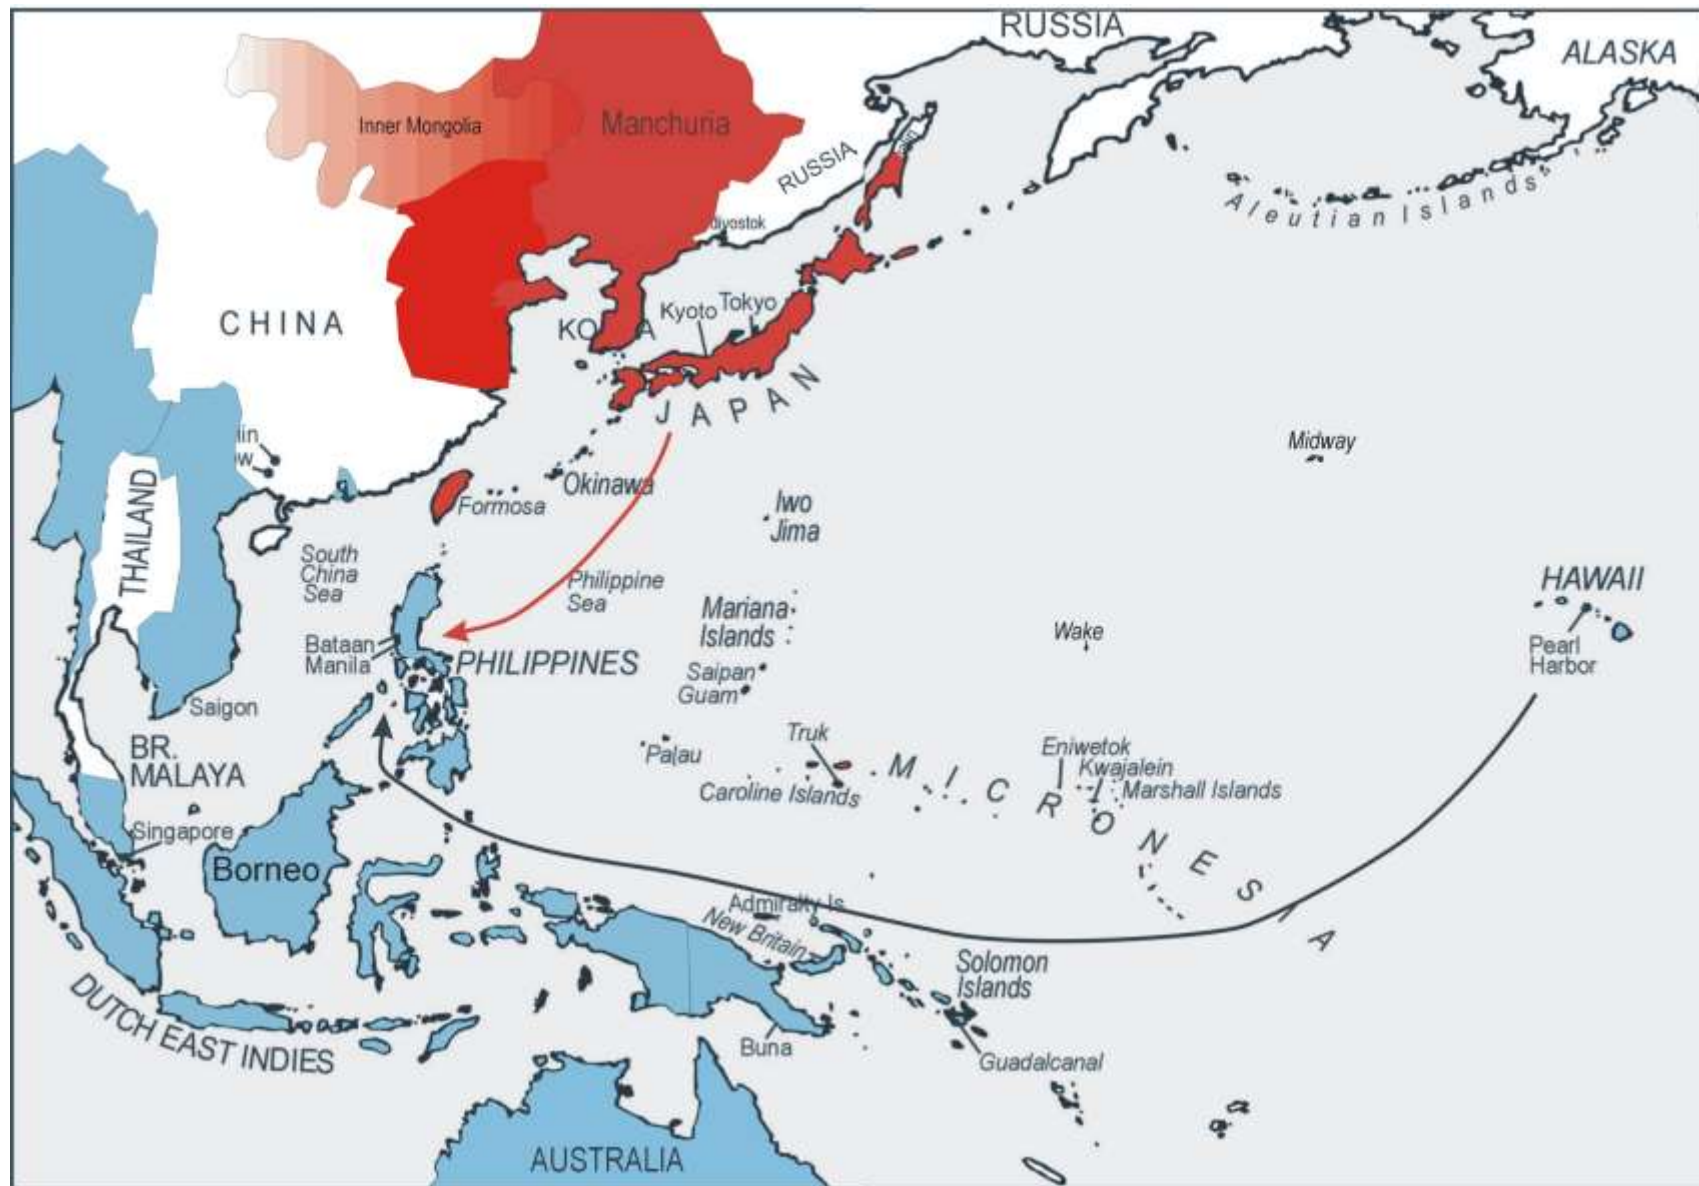 RUSSIA
ALASKA
Inner Mongolia
Manchuria
RUSSIA
Aleutian Islands
CHINA
Kyoto
Tokyo
JAPAN
Midway
THAILAND
Okinawa
Formosa
Iwo
Jima
South
China
Sea
Philippine
Sea
HAWAII
Mariana
Islands
Wake
Bataan
Manila
PHILIPPINES
Pearl
Harbor
Saipan
Guam
Saigon
Truk
Palau
BR.
MALAYA
Eniwetok
Kwajalein
Marshall Islands
Caroline Islands
MICRONESIA
Singapore
Borneo
Admiralty Is
New Britain
Solomon
Islands
DUTCH EAST INDIES
Buna
Guadalcanal
AUSTRALIA